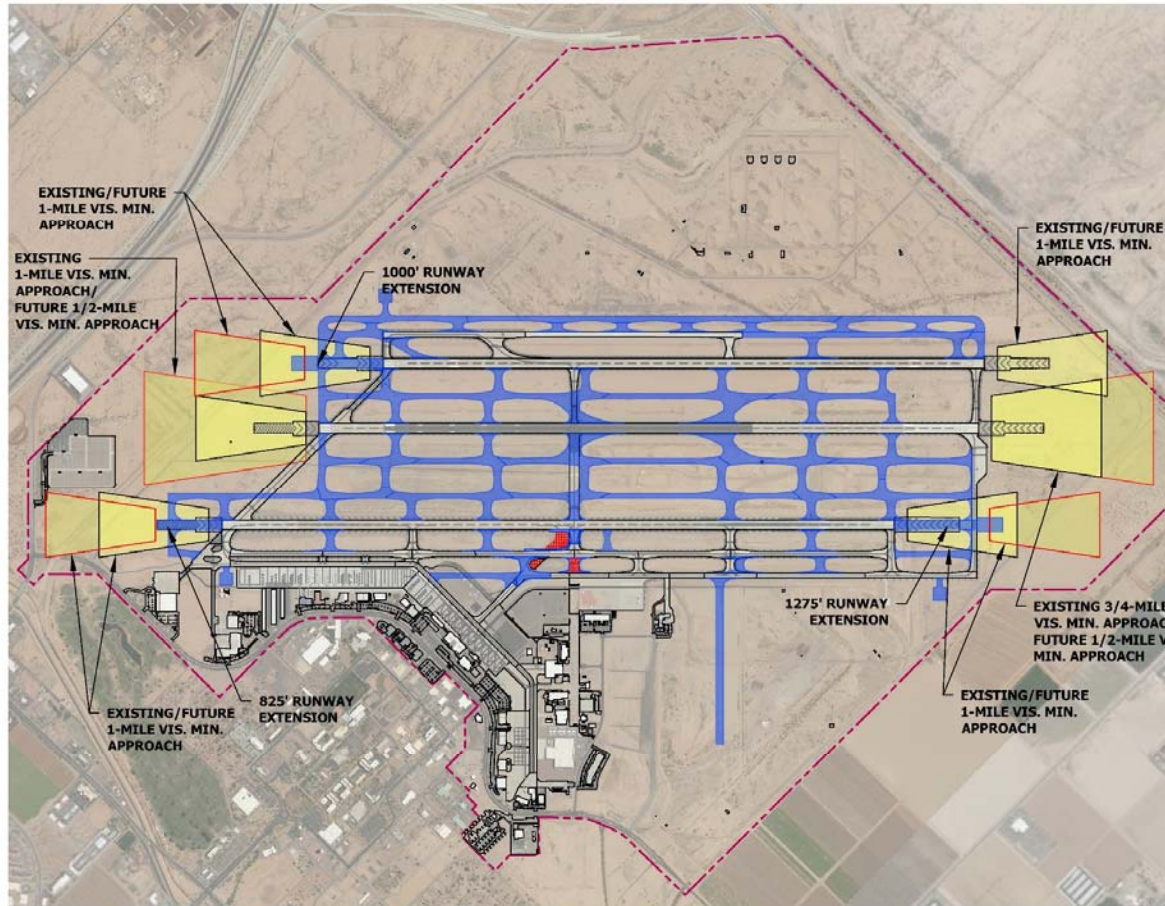 EXISTING/FUTURE
1-MILE VIS. MIN.
APPROACH
EXISTING
1-MILE VIS. MIN.
APPROACH/
FUTURE 1/2-MILE
VIS. MIN. APPROACH
1000' RUNWAY
EXTENSION
EXISTING/FUTURE
1-MILE VIS. MIN.
APPROACH
825' RUNWAY
EXTENSION
EXISTING/FUTURE
1-MILE VIS. MIN.
APPROACH
1275' RUNWAY
EXTENSION
EXISTING 3/4-MILE
VIS. MIN. APPROAC
FUTURE 1/2-MILE V
MIN. APPROACH
EXISTING/FUTURE
1-MILE VIS. MIN.
APPROACH